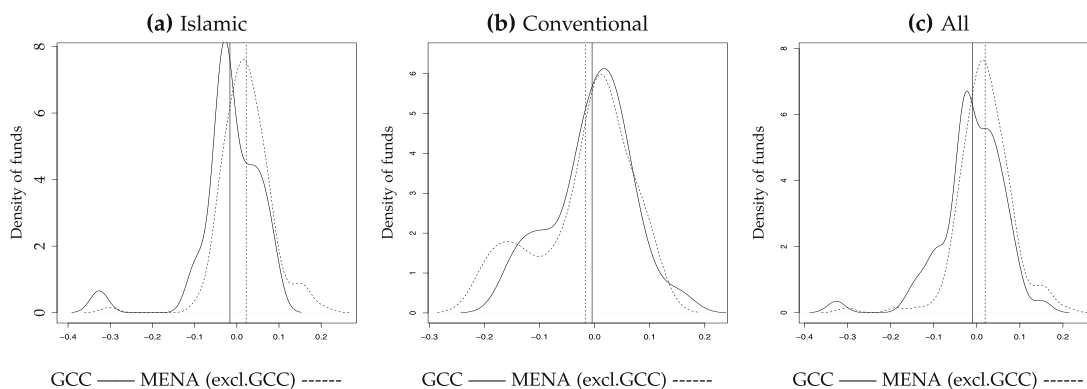 (a) Islamic
Density of funds
0 2 4 6 8
−0.4 −0.3 −0.2 −0.1 0.0 0.1 0.2
GCC MENA (excl.GCC)
(b) Conventional
Density of funds
0 1 2 3 4 5 6
−0.3 −0.2 −0.1 0.0 0.1 0.2
GCC MENA (excl.GCC)
(c) All
Density of funds
0 2 4 6 8
−0.4 −0.3 −0.2 −0.1 0.0 0.1 0.2
GCC MENA (excl.GCC)